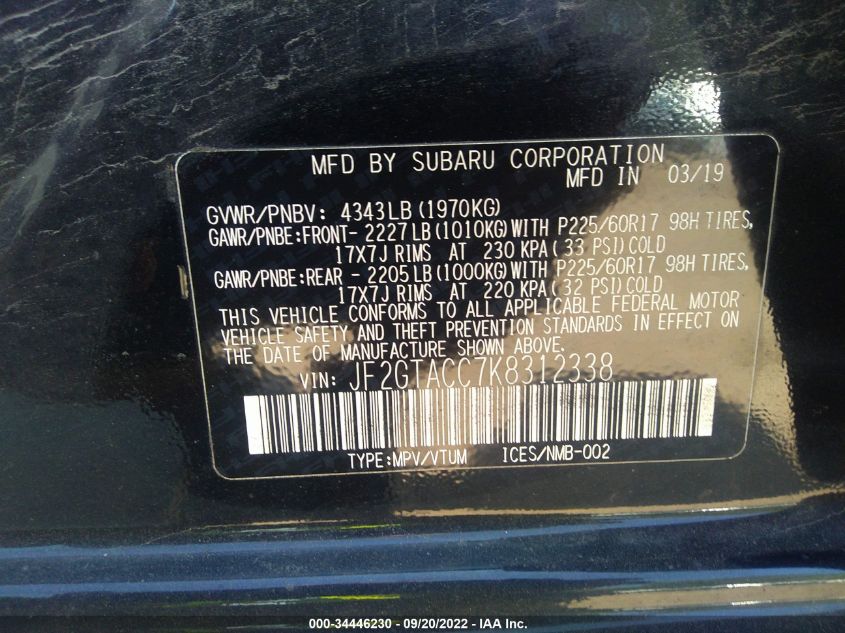 MFD BY SUBARU CORPORATION
MFD IN 03/19
GVWR/PNBV: 4343LB(1970KG)
GAWR/PNBE:FRONT- 2227LB(1010KG)WITH P225/60R17 98H TIRES,
17X7J RIMS AT 230 KPA(33 PSI)COLD
GAWR/PNBE:REAR - 2205LB(1000KG)WITH P225/60R17 98H TIRES,
17X7J RIMS AT 220 KPA(32 PSI)COLD
THIS VEHICLE CONFORMS TO ALL APPLICABLE FEDERAL MOTOR
VEHICLE SAFETY AND THEFT PREVENTION STANDARDS IN EFFECT ON
THE DATE OF MANUFACTURE SHOWN ABOVE.
VIN: JF2GTACC7K8312338
TYPE:MPV/VTUM ICES/NMB-002
000-34446230 - 09/20/2022 - IAA Inc.